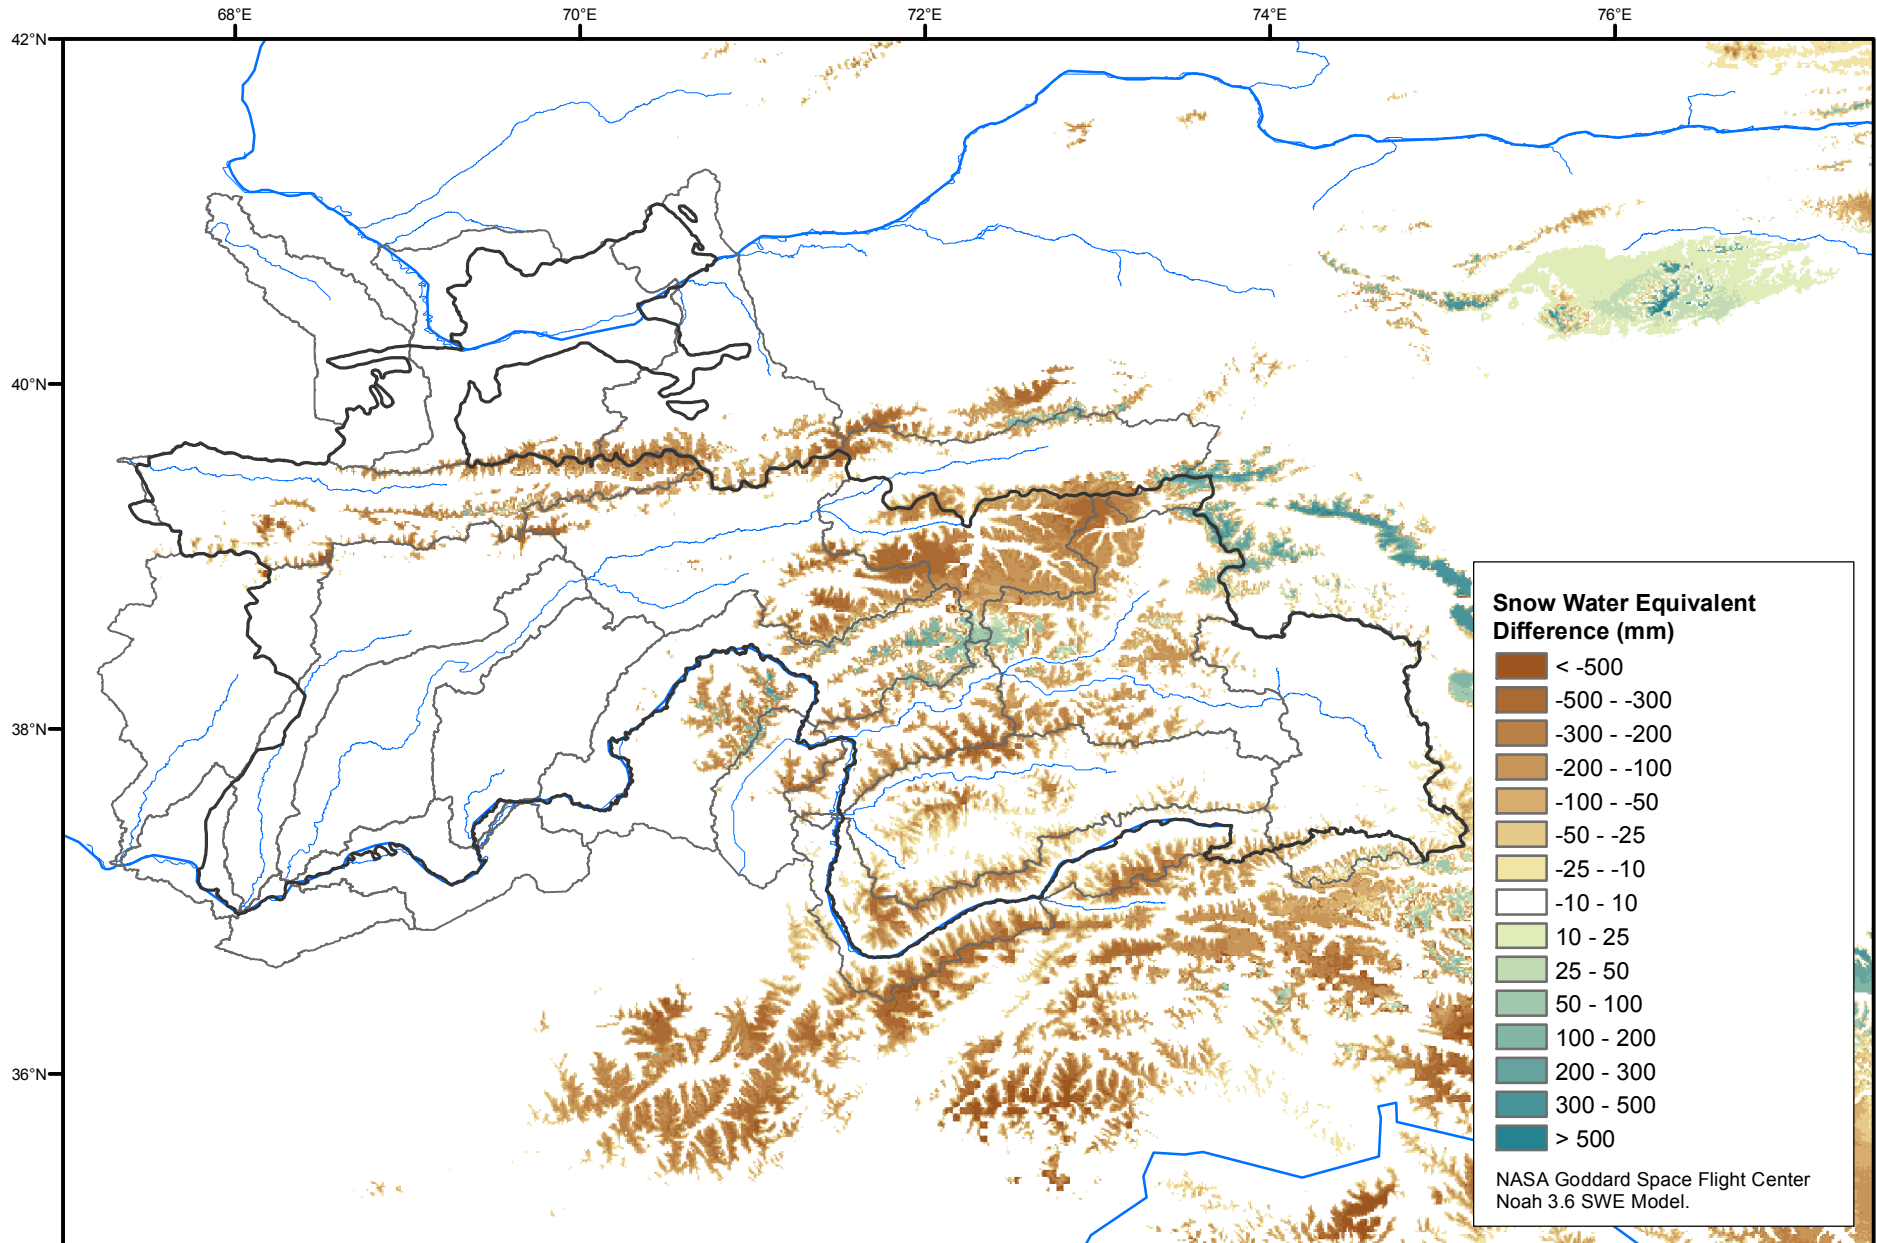 68°E 70°E 72°E 74°E 76°E
42°N
40°N
38°N
36°N
Snow Water Equivalent
Difference (mm)
< -500
-500 - -300
-300 - -200
-200 - -100
-100 - -50
-50 - -25
-25 - -10
-10 - 10
10 - 25
25 - 50
50 - 100
100 - 200
200 - 300
300 - 500
> 500
NASA Goddard Space Flight Center
Noah 3.6 SWE Model.